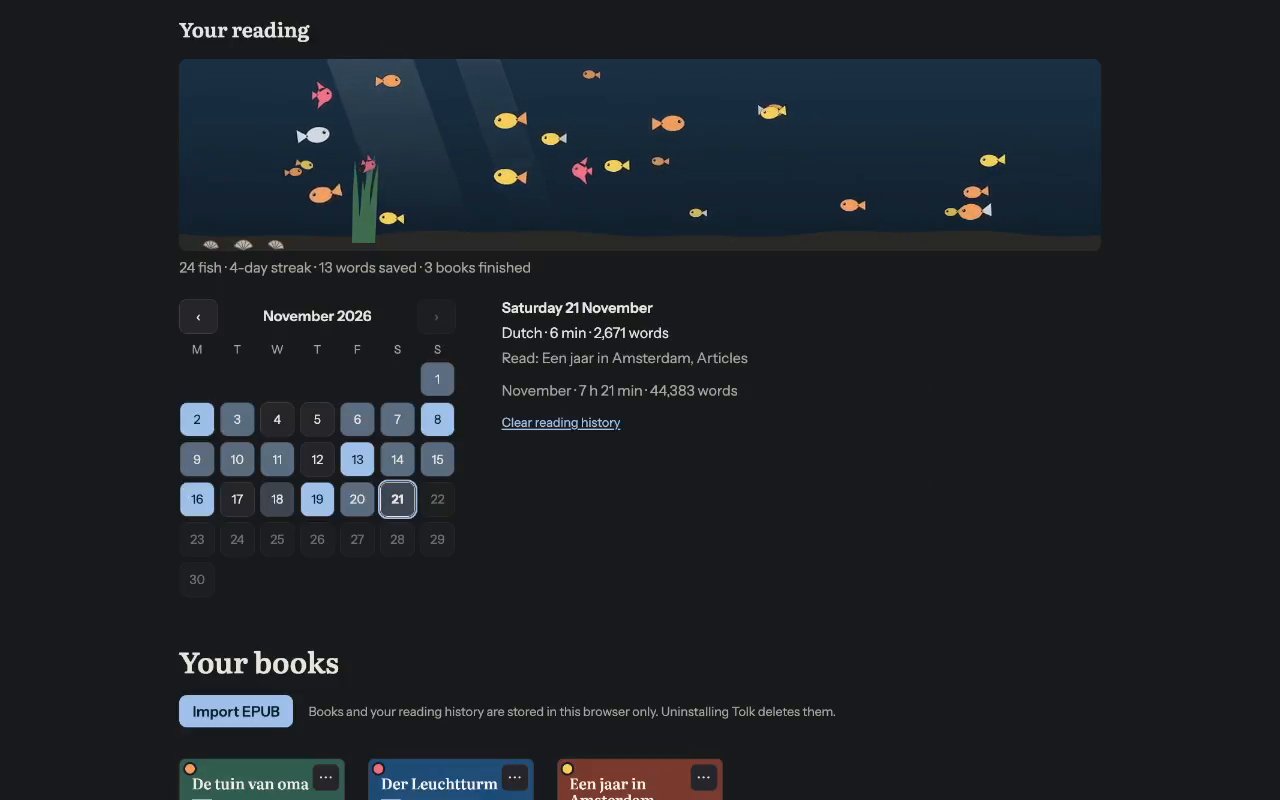 Your reading
24 fish · 4-day streak · 13 words saved · 3 books finished
‹ November 2026 ›
M T W T F S S
1
2 3 4 5 6 7 8
9 10 11 12 13 14 15
16 17 18 19 20 21 22
23 24 25 26 27 28 29
30
Saturday 21 November
Dutch · 6 min · 2,671 words
Read: Een jaar in Amsterdam, Articles
November · 7 h 21 min · 44,383 words
Clear reading history
Your books
Import EPUB
Books and your reading history are stored in this browser only. Uninstalling Tolk deletes them.
De tuin van oma ···
Der Leuchtturm ···
Een jaar in ···
Amsterdam